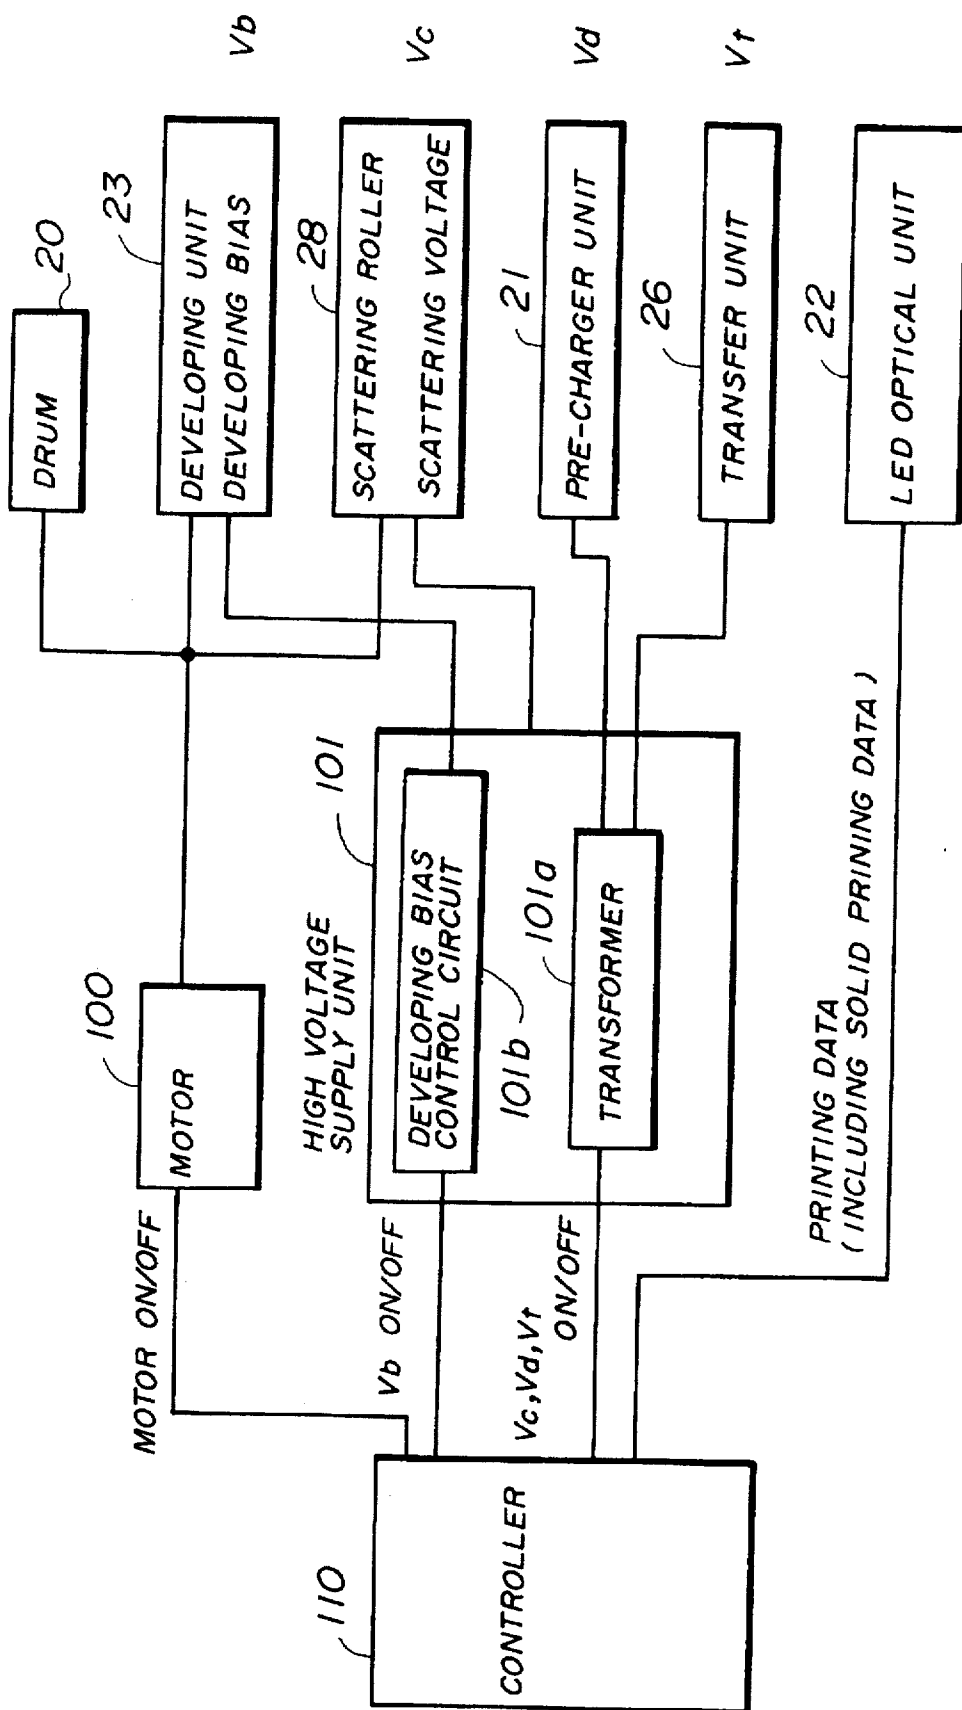 DRUM
20
DEVELOPING UNIT
DEVELOPING BIAS
23
Vb
SCATTERING ROLLER
SCATTERING VOLTAGE
28
Vc
PRE-CHARGER UNIT
21
Vd
TRANSFER UNIT
26
Vt
LED OPTICAL UNIT
22
MOTOR
100
MOTOR ON/OFF
HIGH VOLTAGE
SUPPLY UNIT
101
DEVELOPING BIAS
CONTROL CIRCUIT
101b
TRANSFORMER
101a
Vb ON/OFF
Vc,Vd,Vt
ON/OFF
PRINTING DATA
(INCLUDING SOLID PRINING DATA)
CONTROLLER
110